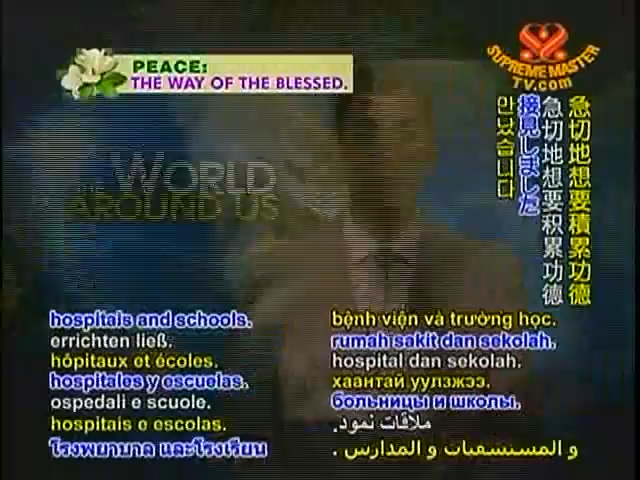 PEACE:
THE WAY OF THE BLESSED.
SUPREME MASTER
TV.com
THE WORLD
AROUND US
急切地想要積累功德
急切地想要积累功德
接見しました
만났습니다
hospitals and schools.
errichten ließ.
hôpitaux et écoles.
hospitales y escuelas.
ospedali e scuole.
hospitais e escolas.
โรงพยาบาล และโรงเรียน
bệnh viện và trường học.
rumah sakit dan sekolah.
hospital dan sekolah.
хаантай уулзжээ.
больницы и школы.
ملاقات نمود.
و المستشفيات و المدارس .